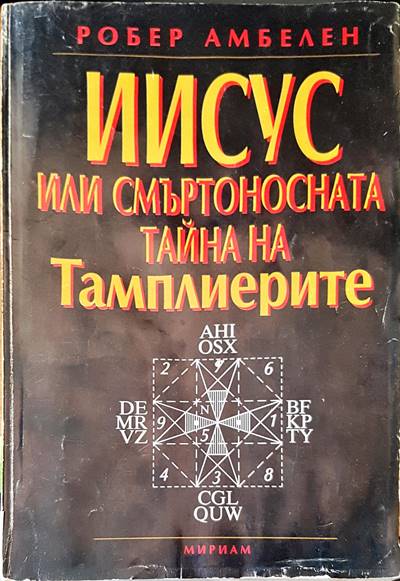 РОБЕР АМБЕЛЕН
ИИСУС
ИЛИ СМЪРТОНОСНАТА
ТАЙНА НА
Тамплиерите
AHI
OSX
2 6
DE
MR
VZ
9 N 5 1
BF
KP
TY
4 3 8
CGL
QUW
МИРИАМ